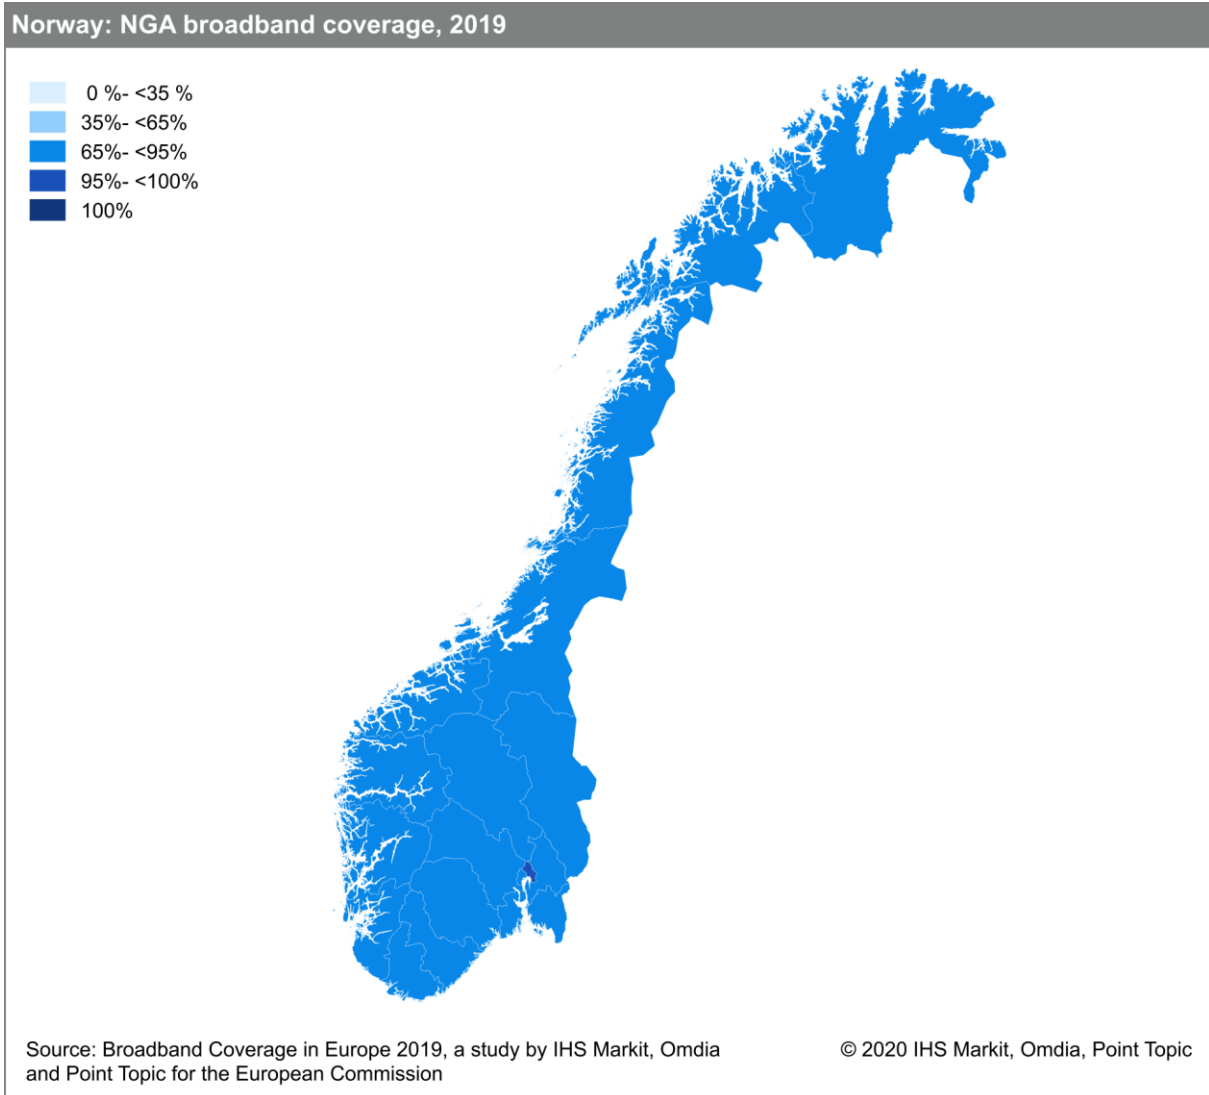 Norway: NGA broadband coverage, 2019
0 %- <35 %
35%- <65%
65%- <95%
95%- <100%
100%
Source: Broadband Coverage in Europe 2019, a study by IHS Markit, Omdia
and Point Topic for the European Commission
© 2020 IHS Markit, Omdia, Point Topic